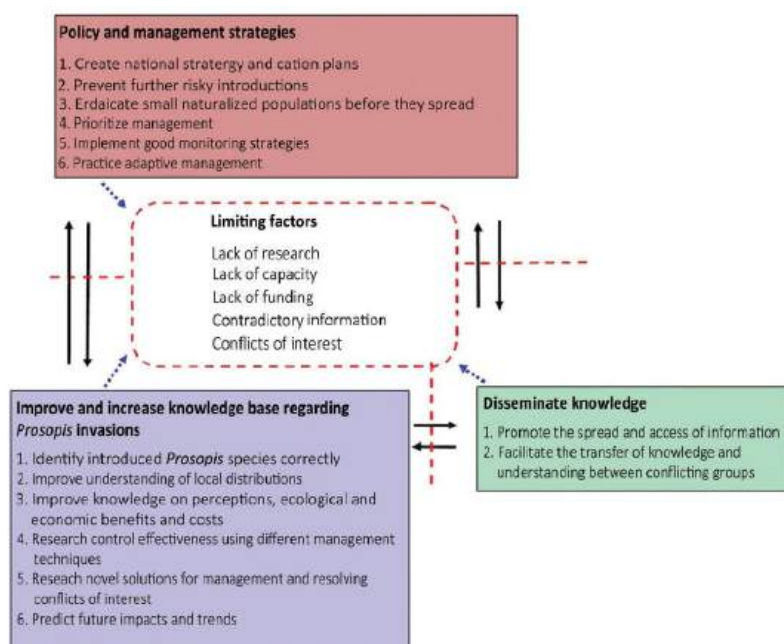 Policy and management strategies
1. Create national stratergy and cation plans
2. Prevent further risky introductions
3. Erdaicate small naturalized populations before they spread
4. Prioritize management
5. Implement good monitoring strategies
6. Practice adaptive management
Limiting factors
Lack of research
Lack of capacity
Lack of funding
Contradictory information
Conflicts of interest
Improve and increase knowledge base regarding
Prosopis invasions
1. Identify introduced Prosopis species correctly
2. Improve understanding of local distributions
3. Improve knowledge on perceptions, ecological and
economic benefits and costs
4. Research control effectiveness using different management
techniques
5. Reseach novel solutions for management and resolving
conflicts of interest
6. Predict future impacts and trends
Disseminate knowledge
1. Promote the spread and access of information
2. Facilitate the transfer of knowledge and
understanding between conflicting groups